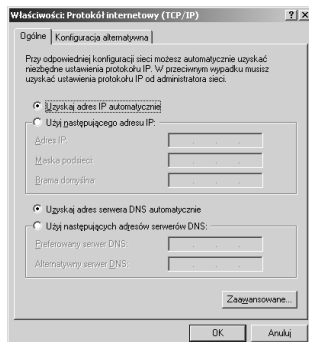 Właściwości: Protokół internetowy (TCP/IP)
Ogólne Konfiguracja alternatywna
Przy odpowiedniej konfiguracji sieci możesz automatycznie uzyskać
niezbędne ustawienia protokołu IP. W przeciwnym wypadku musisz
uzyskać ustawienia protokołu IP od administratora sieci.
Uzyskaj adres IP automatycznie
Użyj następującego adresu IP:
Adres IP:
Maska podsieci:
Brama domyślna:
Uzyskaj adres serwera DNS automatycznie
Użyj następujących adresów serwerów DNS:
Preferowany serwer DNS:
Alternatywny serwer DNS:
Zaawansowane...
OK Anuluj